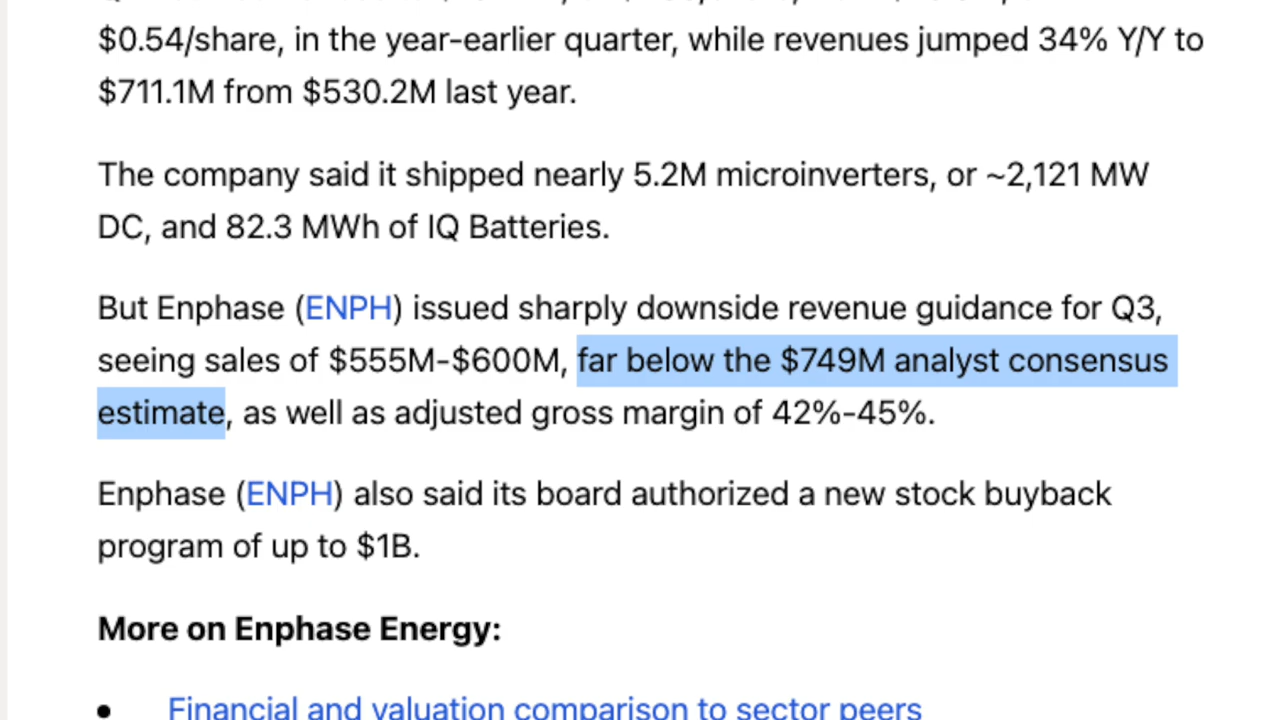 $0.54/share, in the year-earlier quarter, while revenues jumped 34% Y/Y to
$711.1M from $530.2M last year.
The company said it shipped nearly 5.2M microinverters, or ~2,121 MW
DC, and 82.3 MWh of IQ Batteries.
But Enphase (ENPH) issued sharply downside revenue guidance for Q3,
seeing sales of $555M-$600M, far below the $749M analyst consensus
estimate, as well as adjusted gross margin of 42%-45%.
Enphase (ENPH) also said its board authorized a new stock buyback
program of up to $1B.
More on Enphase Energy:
• Financial and valuation comparison to sector peers